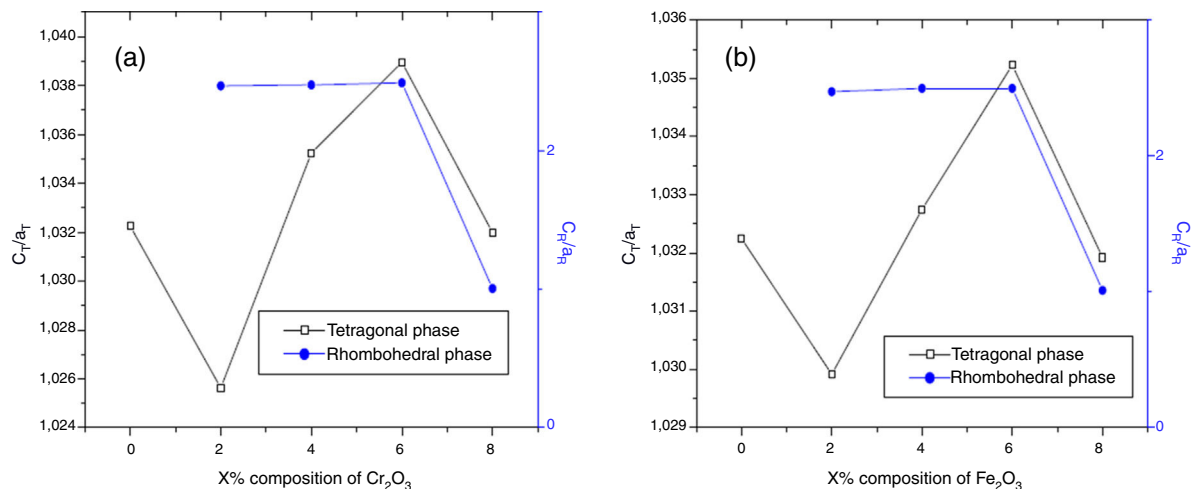 (a)
1,040
1,038
1,036
1,034
1,032
1,030
1,028
1,026
1,024
C_T/a_T
0 2 4 6 8
X% composition of Cr₂O₃
2
0
C_R/a_R
Tetragonal phase
Rhombohedral phase
(b)
1,036
1,035
1,034
1,033
1,032
1,031
1,030
1,029
C_T/a_T
0 2 4 6 8
X% composition of Fe₂O₃
2
0
C_R/a_R
Tetragonal phase
Rhombohedral phase